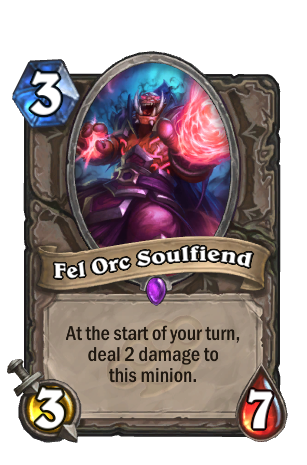 3
Fel Orc Soulfiend
At the start of your turn,
deal 2 damage to
this minion.
3
7